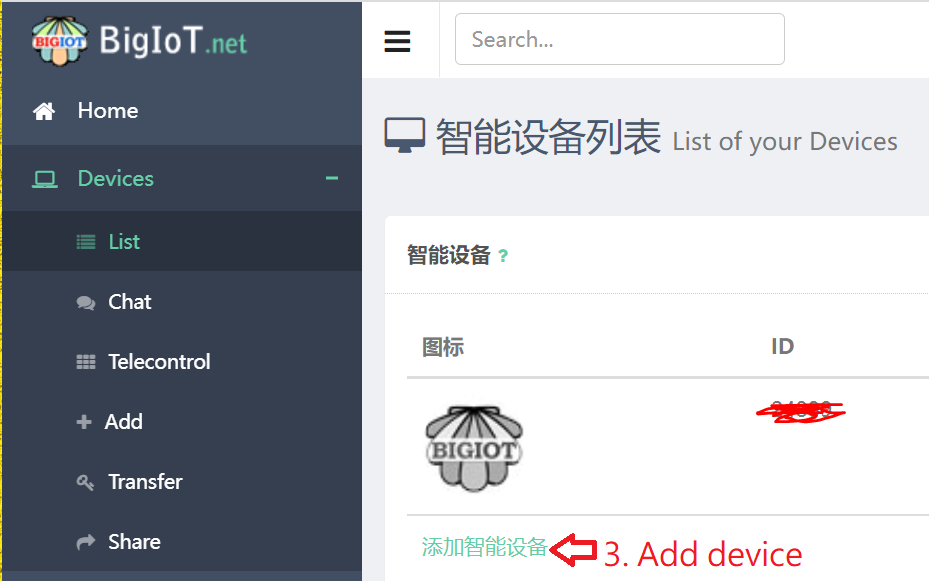 BIGIOT BigIoT.net
Home
Devices
List
Chat
Telecontrol
Add
Transfer
Share
Search...
智能设备列表 List of your Devices
智能设备 ?
图标 ID
BIGIOT
添加智能设备 3. Add device